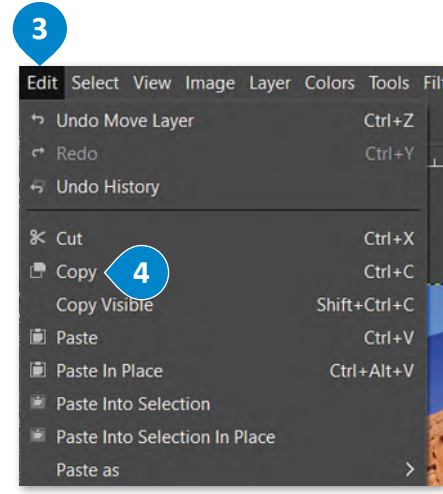 3
Edit Select View Image Layer Colors Tools
Undo Move Layer Ctrl+Z
Redo Ctrl+Y
Undo History
Cut Ctrl+X
Copy 4 Ctrl+C
Copy Visible Shift+Ctrl+C
Paste Ctrl+V
Paste In Place Ctrl+Alt+V
Paste Into Selection
Paste Into Selection In Place
Paste as >